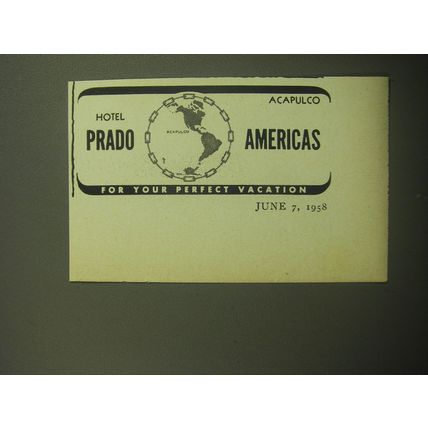 ACAPULCO
HOTEL
PRADO AMERICAS
ACAPULCO
FOR YOUR PERFECT VACATION
JUNE 7, 1958